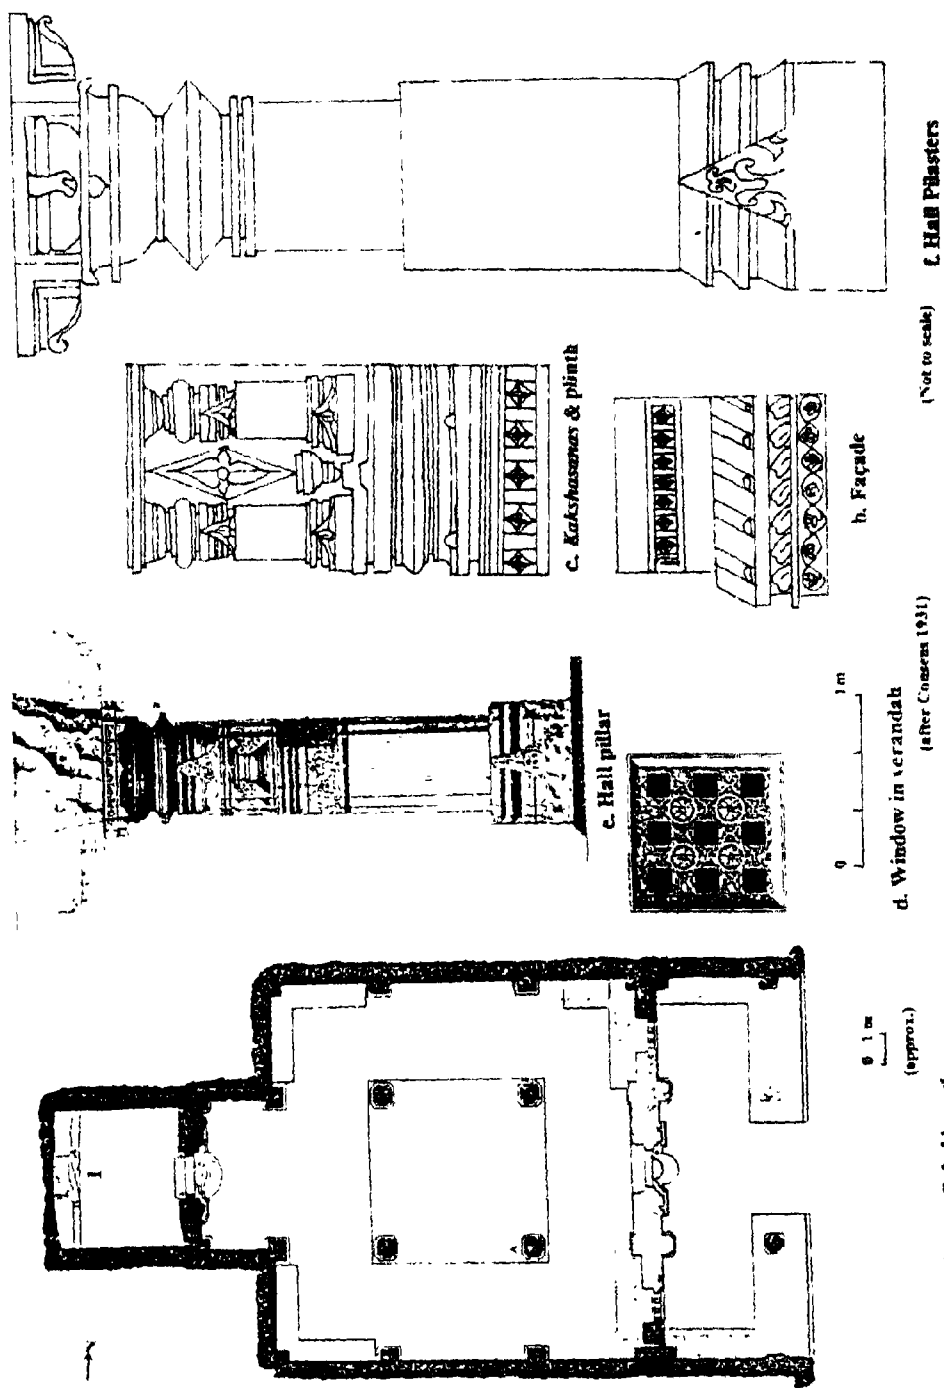 f. Hall Pilasters
(Not to scale)
c. Kakshasanas & plinth
b. Façade
e. Hall pillar
0 1 m
d. Window in verandah
(after Cousens 1931)
1
0 1 m
(approx.)